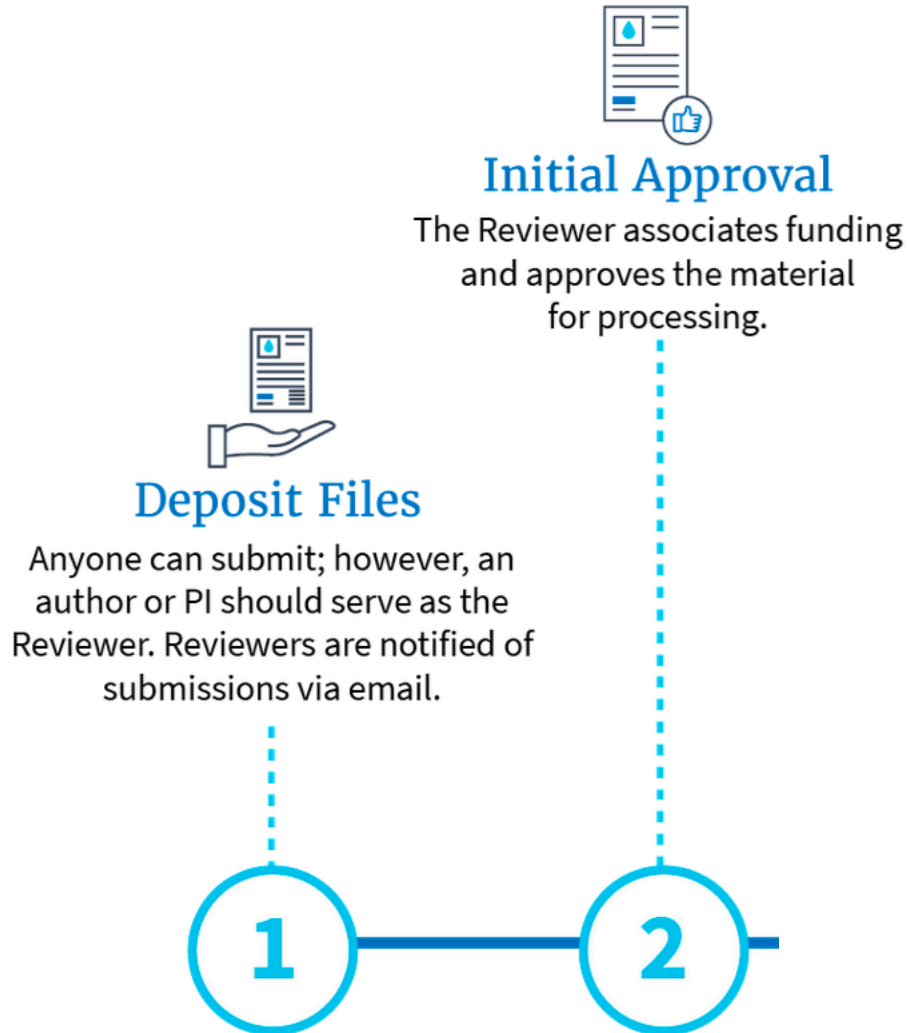 Initial Approval
The Reviewer associates funding
and approves the material
for processing.
Deposit Files
Anyone can submit; however, an
author or PI should serve as the
Reviewer. Reviewers are notified of
submissions via email.
1
2